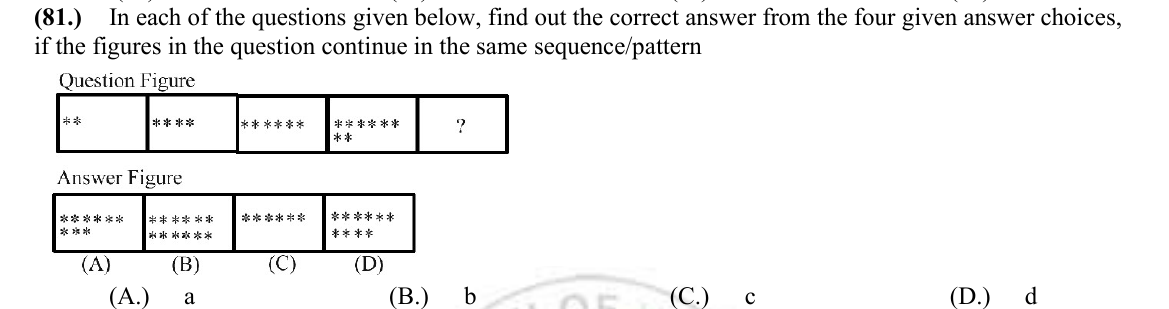 (81.) In each of the questions given below, find out the correct answer from the four given answer choices,
if the figures in the question continue in the same sequence/pattern
Question Figure
** **** ****** ****** ?
**
Answer Figure
****** ****** ****** ******
*** ****** ****
(A) (B) (C) (D)
(A.) a (B.) b (C.) c (D.) d